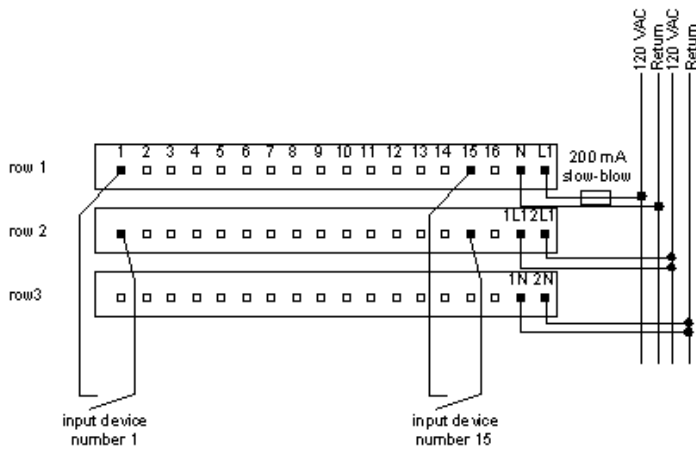 120 VAC
Return
120 VAC
Return
1 2 3 4 5 6 7 8 9 10 11 12 13 14 15 16 N L1
row 1
200 mA
slow-blow
1L1 2L1
row 2
1N 2N
row3
input device
number 1
input device
number 15